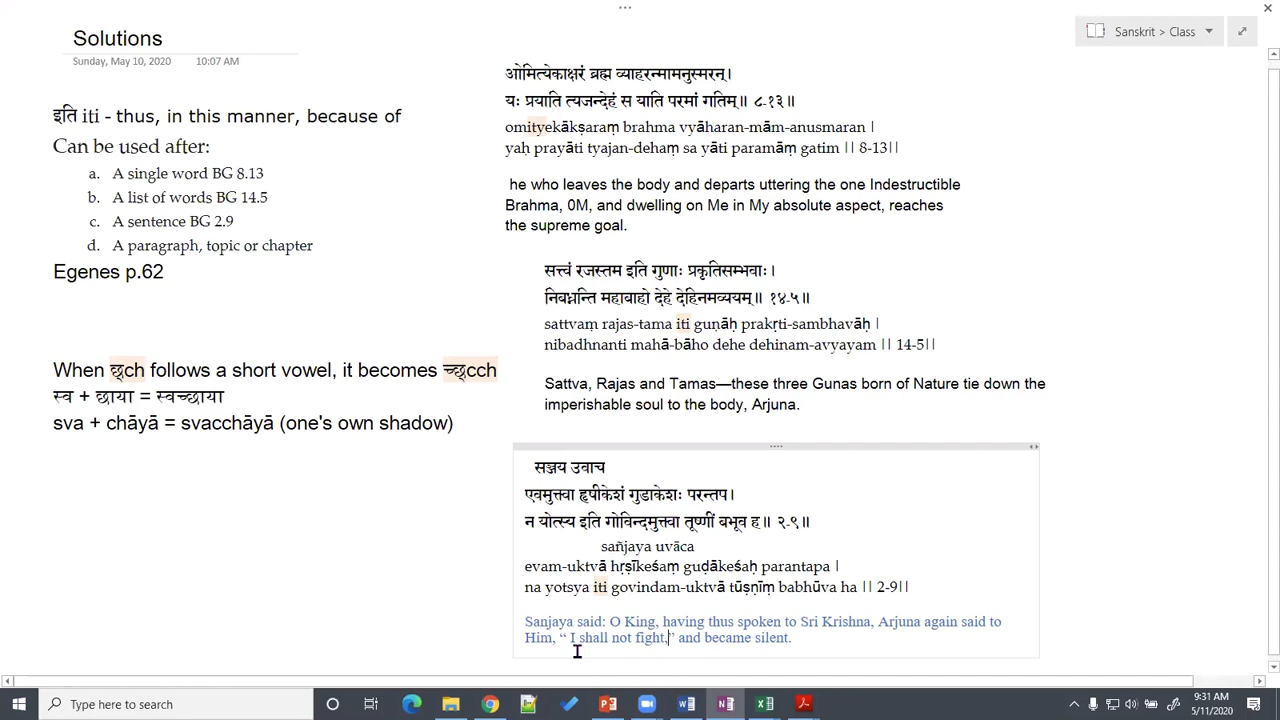 Solutions
Sunday, May 10, 2020 10:07 AM
Sanskrit > Class
इति iti - thus, in this manner, because of
Can be used after:
a. A single word BG 8.13
b. A list of words BG 14.5
c. A sentence BG 2.9
d. A paragraph, topic or chapter
Egenes p.62
When छ्ch follows a short vowel, it becomes च्छ्cch
स्व + छाया = स्वच्छाया
sva + chāyā = svacchāyā (one's own shadow)
ओमित्येकाक्षरं ब्रह्म व्याहरन्मामनुस्मरन्।
यः प्रयाति त्यजन्देहं स याति परमां गतिम्॥ ८-१३॥
omityekākṣaraṃ brahma vyāharan-mām-anusmaran |
yaḥ prayāti tyajan-dehaṃ sa yāti paramāṃ gatim || 8-13||
he who leaves the body and departs uttering the one Indestructible
Brahma, 0M, and dwelling on Me in My absolute aspect, reaches
the supreme goal.
सत्त्वं रजस्तम इति गुणाः प्रकृतिसम्भवाः।
निबध्नन्ति महाबाहो देहे देहिनमव्ययम्॥ १४-५॥
sattvaṃ rajas-tama iti guṇāḥ prakṛti-sambhavāḥ |
nibadhnanti mahā-bāho dehe dehinam-avyayam || 14-5||
Sattva, Rajas and Tamas—these three Gunas born of Nature tie down the
imperishable soul to the body, Arjuna.
सञ्जय उवाच
एवमुक्त्वा हृषीकेशं गुडाकेशः परन्तप।
न योत्स्य इति गोविन्दमुक्त्वा तूष्णीं बभूव ह॥ २-९॥
sañjaya uvāca
evam-uktvā hṛṣīkeśaṃ guḍākeśaḥ parantapa |
na yotsya iti govindam-uktvā tūṣṇīṃ babhūva ha || 2-9||
Sanjaya said: O King, having thus spoken to Sri Krishna, Arjuna again said to
Him, “ I shall not fight,” and became silent.
Type here to search
9:31 AM
5/11/2020